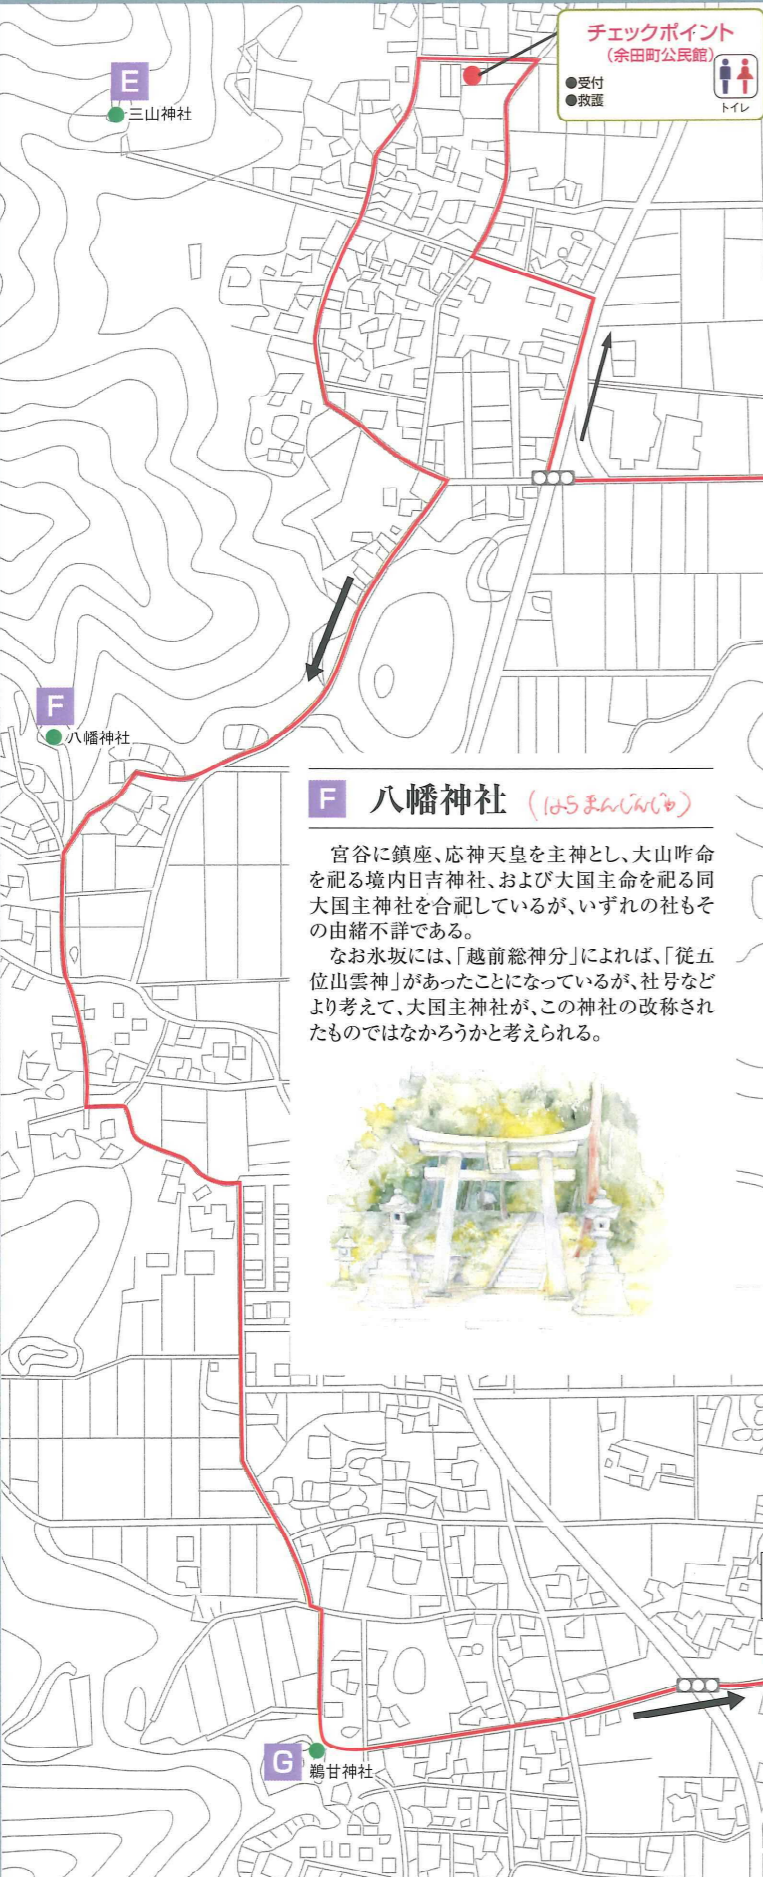 チェックポイント
(余田町公民館)
●受付
●救護
トイレ
E
三山神社
F
八幡神社
F 八幡神社 (はちまんじんじゃ)
宮谷に鎮座、応神天皇を主神とし、大山咋命
を祀る境内日吉神社、および大国主命を祀る同
大国主神社を合祀しているが、いずれの社もそ
の由緒不詳である。
なお氷坂には、「越前総神分」によれば、「従五
位出雲神」があったことになっているが、社号など
より考えて、大国主神社が、この神社の改称され
たものではなかろうかと考えられる。
G
鵜甘神社